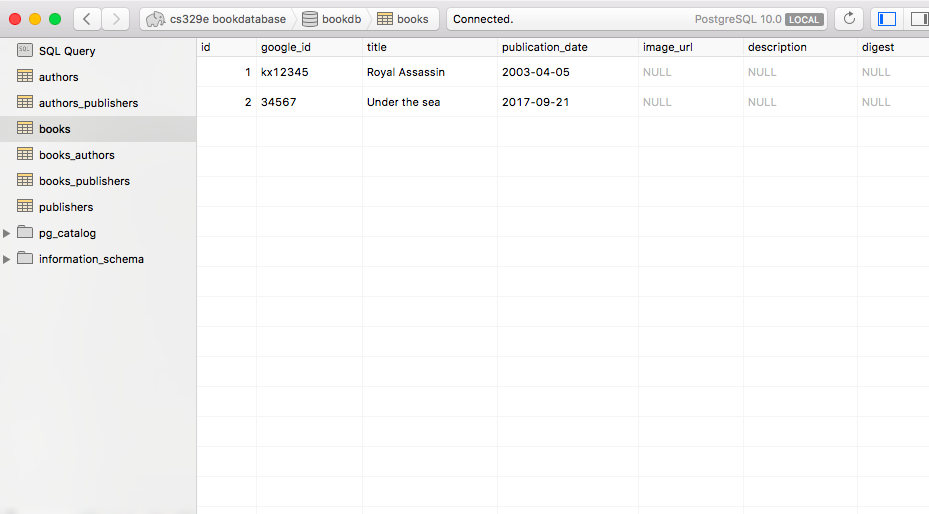 cs329e bookdatabase bookdb books Connected. PostgreSQL 10.0 LOCAL
SQL Query
authors
authors_publishers
books
books_authors
books_publishers
publishers
pg_catalog
information_schema
id google_id title publication_date image_url description digest
1 kx12345 Royal Assassin 2003-04-05 NULL NULL NULL
2 34567 Under the sea 2017-09-21 NULL NULL NULL